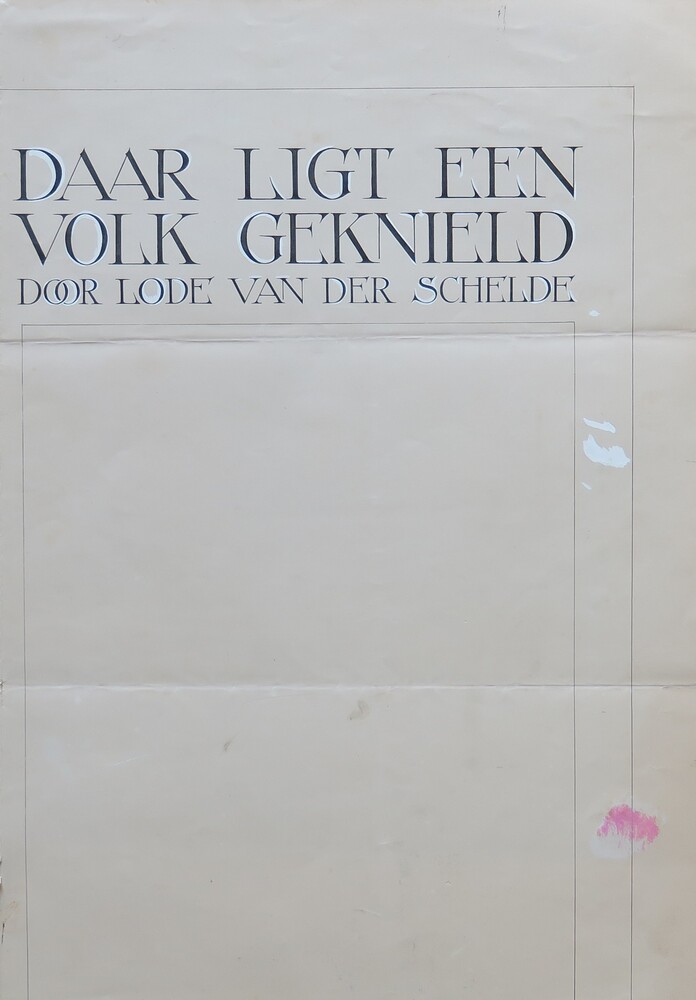 DAAR LIGT EEN
VOLK GEKNIELD
DOOR LODE VAN DER SCHELDE